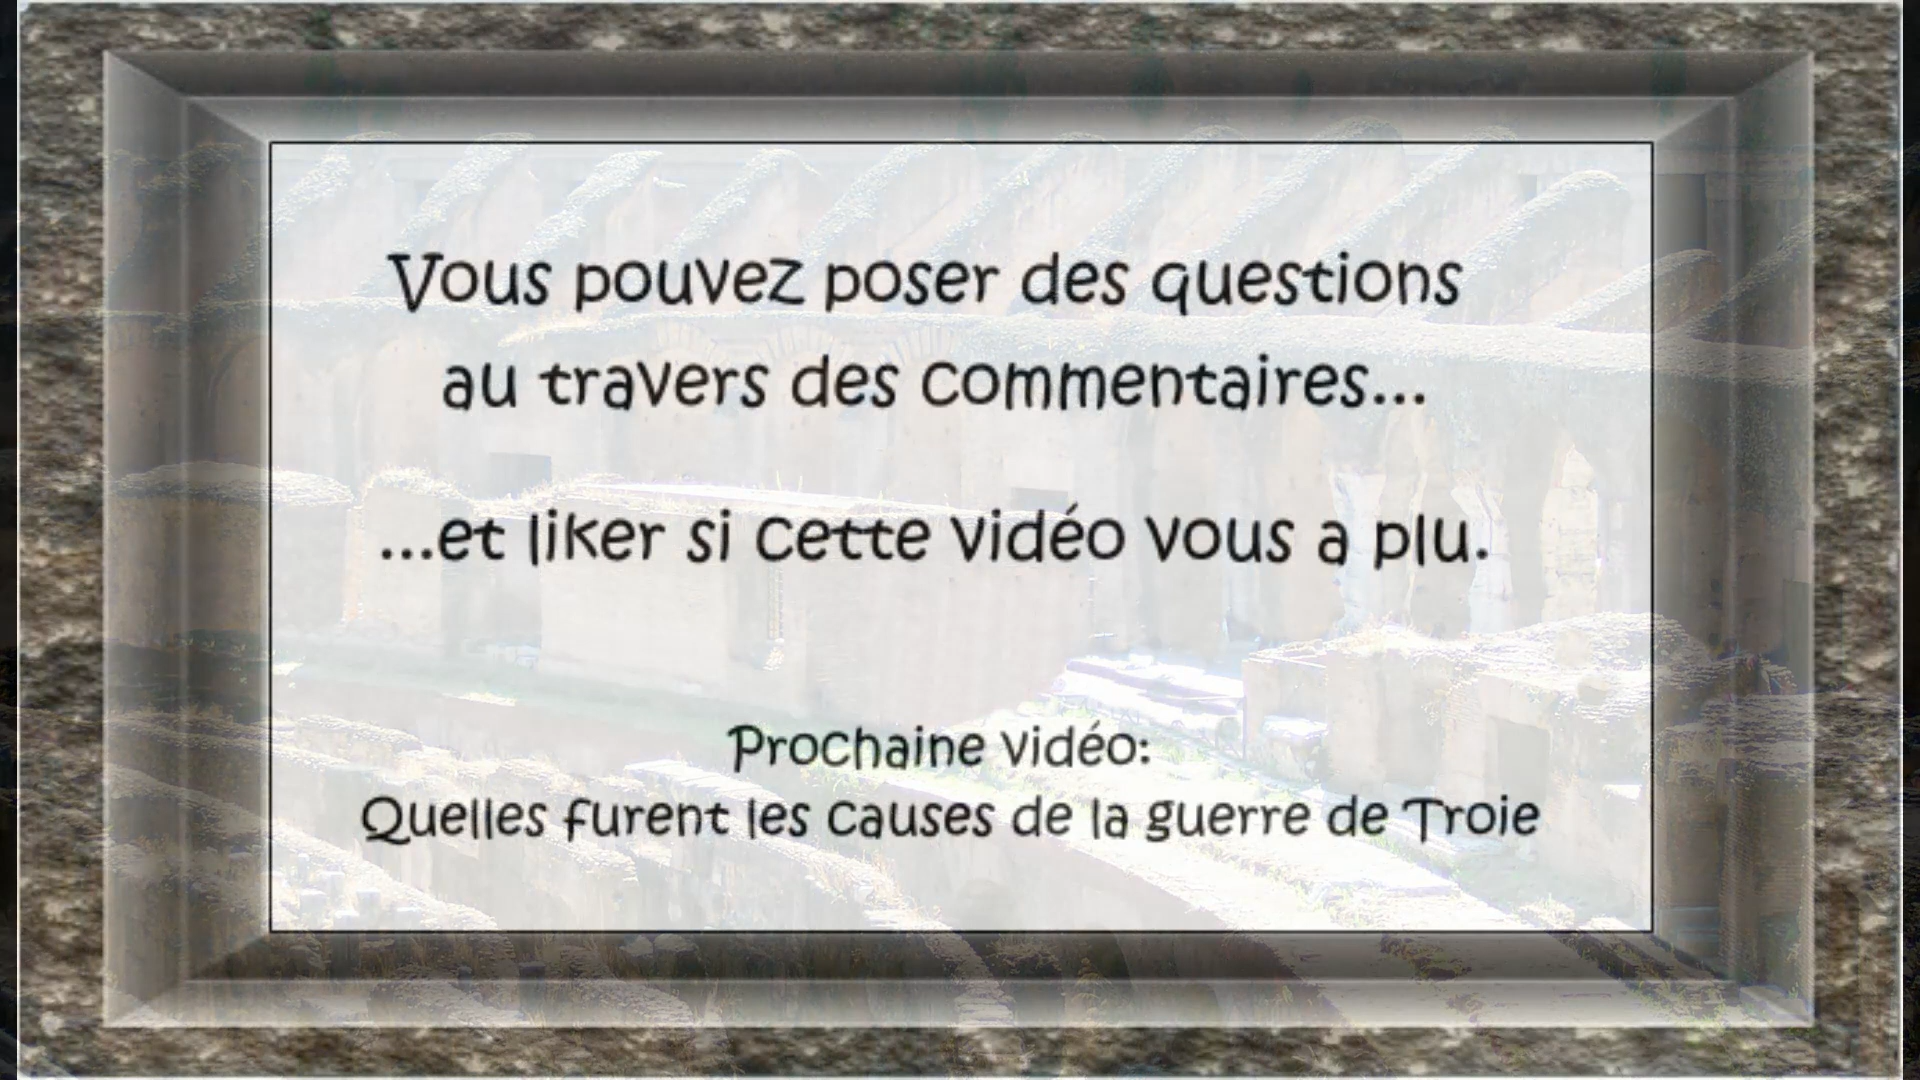 Vous pouvez poser des questions
au travers des commentaires...
...et liker si cette vidéo vous a plu.
Prochaine vidéo:
Quelles furent les causes de la guerre de Troie